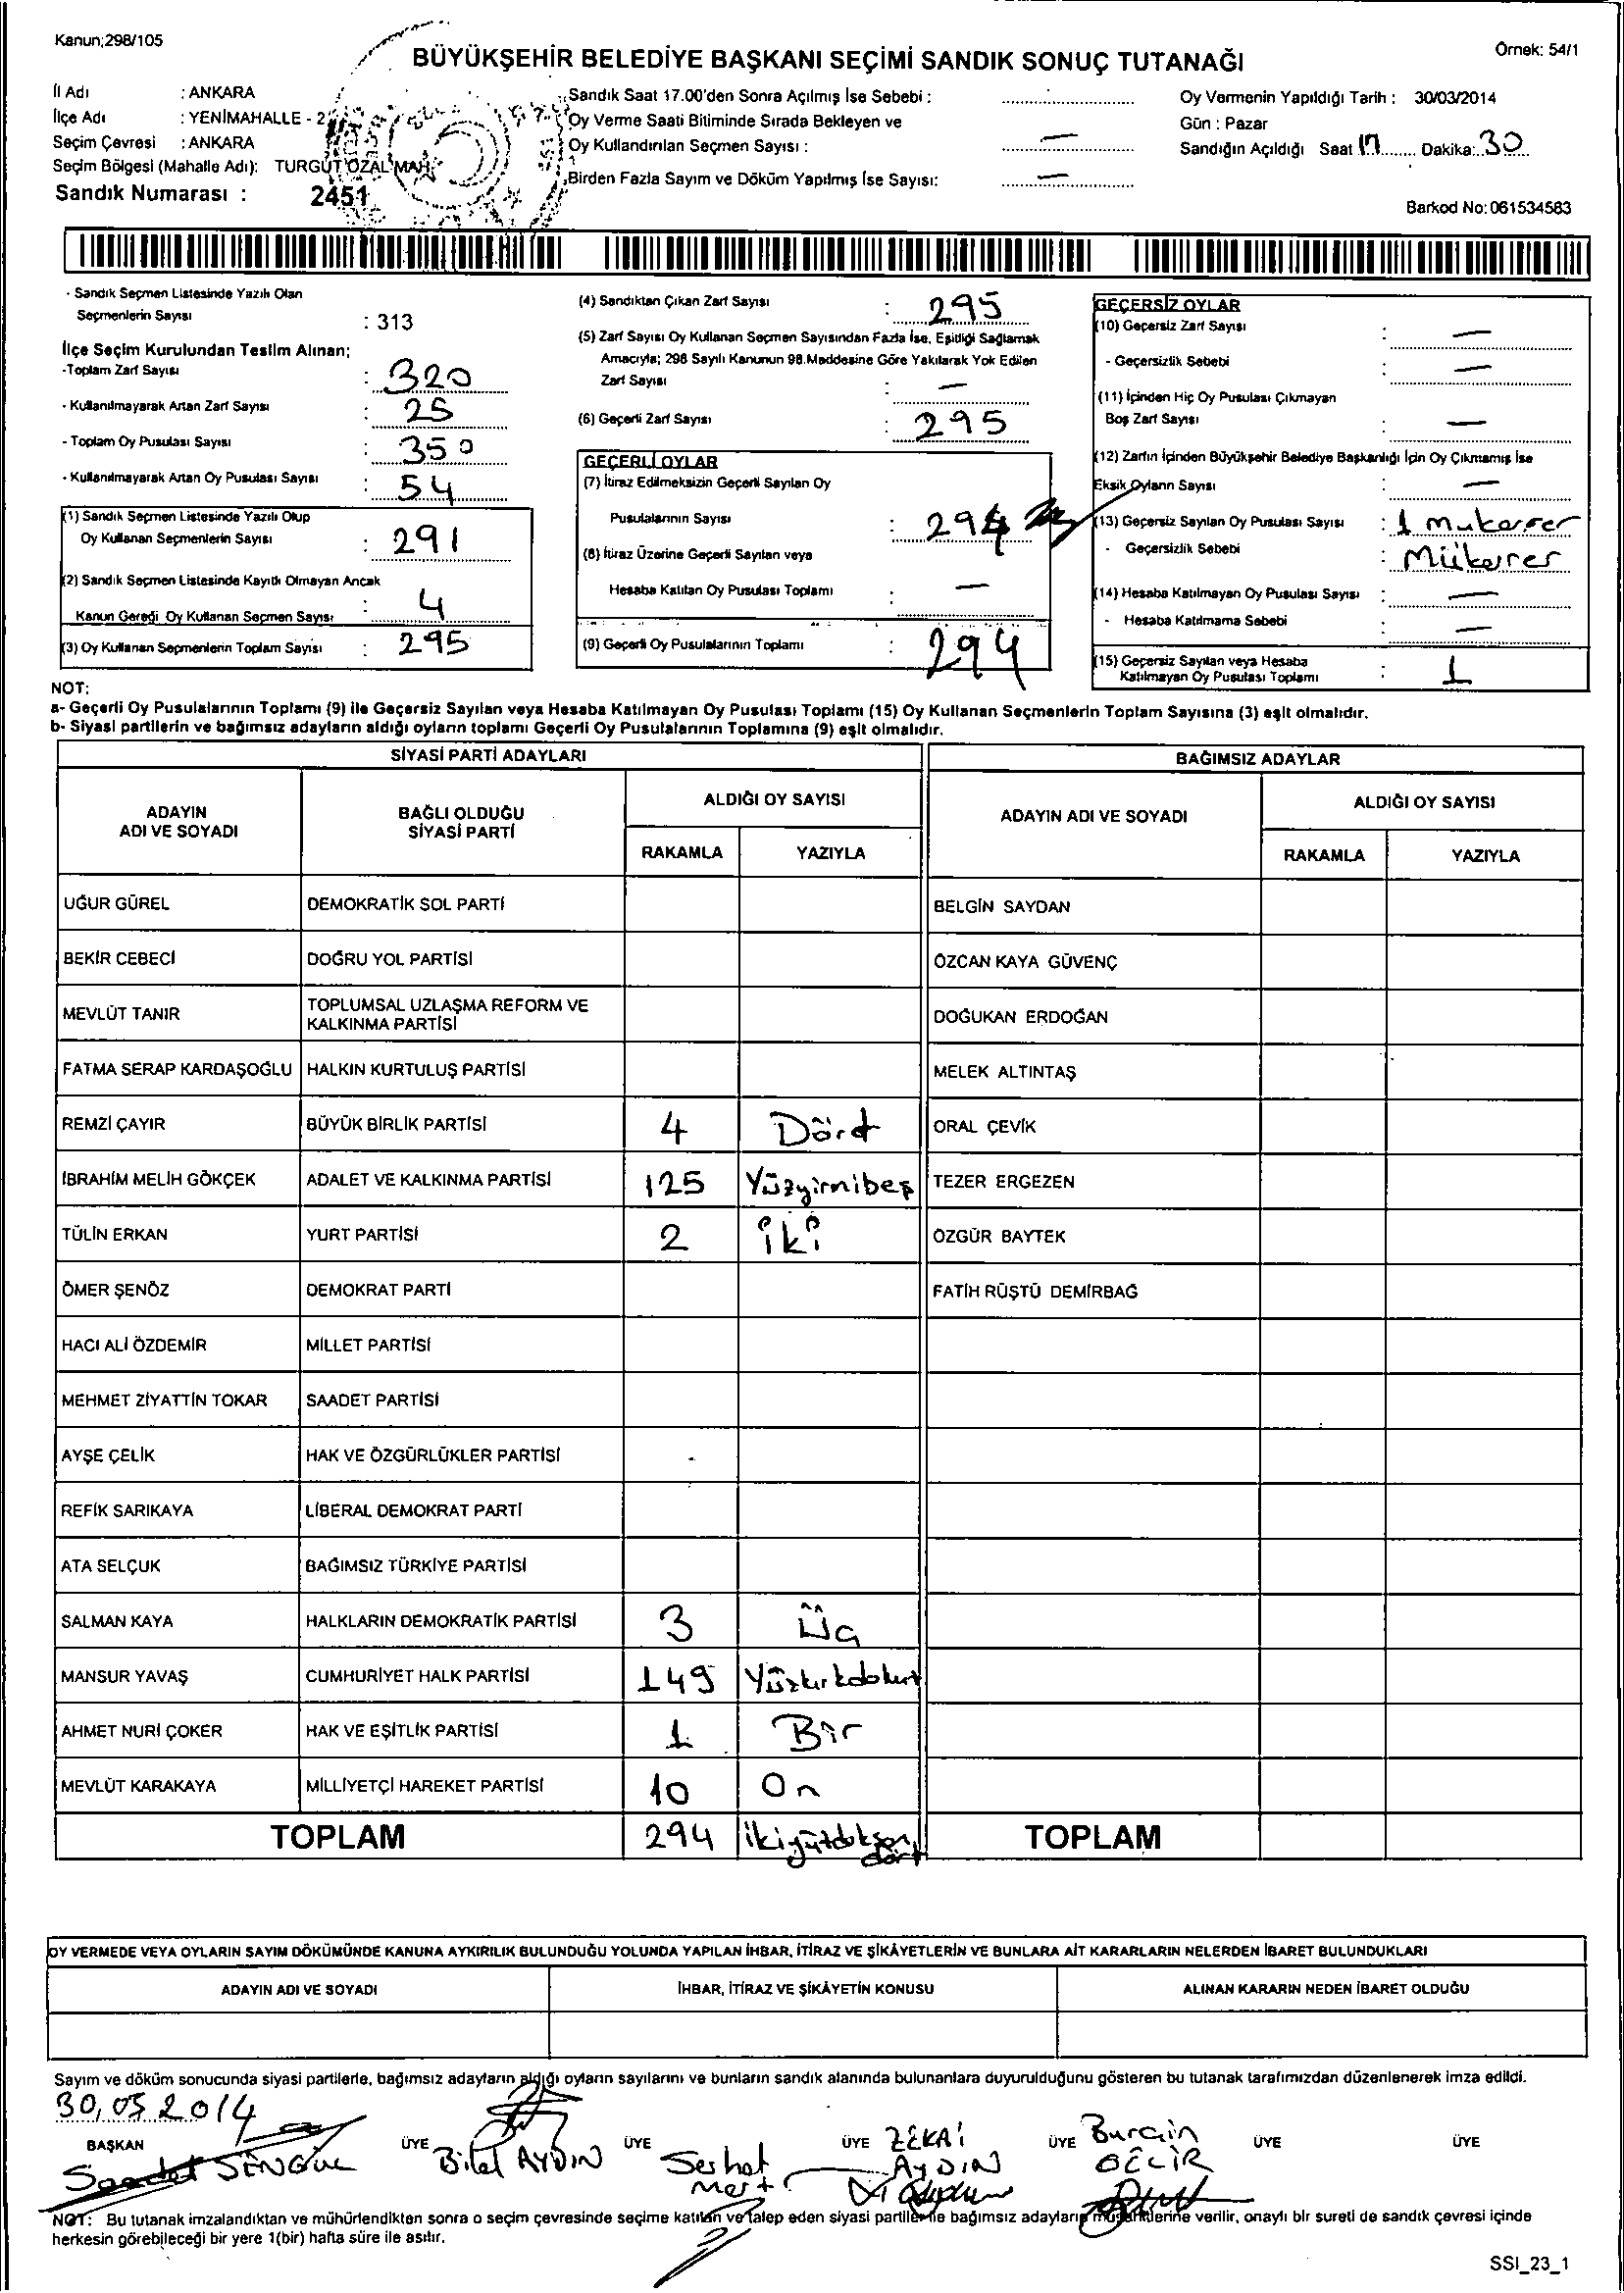 Kanun;298/105
BÜYÜKŞEHİR BELEDİYE BAŞKANI SEÇİMİ SANDIK SONUÇ TUTANAĞI
Örnek: 54/1
İl Adı : ANKARA
İlçe Adı : YENİMAHALLE - 2
Seçim Çevresi : ANKARA
Seçim Bölgesi (Mahalle Adı): TURGUT ÖZAL MAH.
Sandık Numarası : 2451
Sandık Saat 17.00'den Sonra Açılmış İse Sebebi :
Oy Verme Saati Bitiminde Sırada Bekleyen ve
Oy Kullandırılan Seçmen Sayısı : —
Birden Fazla Sayım ve Döküm Yapılmış İse Sayısı: —
Oy Vermenin Yapıldığı Tarih : 30/03/2014
Gün : Pazar
Sandığın Açıldığı Saat 17 Dakika: 30
Barkod No: 061534583
- Sandık Seçmen Listesinde Yazılı Olan
Seçmenlerin Sayısı : 313
İlçe Seçim Kurulundan Teslim Alınan;
-Toplam Zarf Sayısı : 320
- Kullanılmayarak Artan Zarf Sayısı : 25
- Toplam Oy Pusulası Sayısı : 350
- Kullanılmayarak Artan Oy Pusulası Sayısı : 54
(1) Sandık Seçmen Listesinde Yazılı Olup
Oy Kullanan Seçmenlerin Sayısı : 291
(2) Sandık Seçmen Listesinde Kayıtlı Olmayan Ancak
Kanun Gereği Oy Kullanan Seçmen Sayısı : 4
(3) Oy Kullanan Seçmenlerin Toplam Sayısı : 295
(4) Sandıktan Çıkan Zarf Sayısı : 295
(5) Zarf Sayısı Oy Kullanan Seçmen Sayısından Fazla İse, Eşitliği Sağlamak
Amacıyla; 298 Sayılı Kanunun 98.Maddesine Göre Yakılarak Yok Edilen
Zarf Sayısı : —
(6) Geçerli Zarf Sayısı : 295
GEÇERLİ OYLAR
(7) İtiraz Edilmeksizin Geçerli Sayılan Oy
Pusulalarının Sayısı : 294
(8) İtiraz Üzerine Geçerli Sayılan veya
Hesaba Katılan Oy Pusulası Toplamı : —
(9) Geçerli Oy Pusulalarının Toplamı : 294
GEÇERSİZ OYLAR
(10) Geçersiz Zarf Sayısı : —
- Geçersizlik Sebebi : —
(11) İçinden Hiç Oy Pusulası Çıkmayan
Boş Zarf Sayısı : —
(12) Zarfın İçinden Büyükşehir Belediye Başkanlığı İçin Oy Çıkmamış İse
Eksik Oyların Sayısı : —
(13) Geçersiz Sayılan Oy Pusulası Sayısı : 1 mukerrer
- Geçersizlik Sebebi : Mükerrer
(14) Hesaba Katılmayan Oy Pusulası Sayısı : —
- Hesaba Katılmama Sebebi : —
(15) Geçersiz Sayılan veya Hesaba
Katılmayan Oy Pusulası Toplamı : 1
NOT:
a- Geçerli Oy Pusulalarının Toplamı (9) ile Geçersiz Sayılan veya Hesaba Katılmayan Oy Pusulası Toplamı (15) Oy Kullanan Seçmenlerin Toplam Sayısına (3) eşit olmalıdır.
b- Siyasi partilerin ve bağımsız adayların aldığı oyların toplamı Geçerli Oy Pusulalarının Toplamına (9) eşit olmalıdır.
SİYASİ PARTİ ADAYLARI
ADAYIN ADI VE SOYADI
BAĞLI OLDUĞU SİYASİ PARTİ
ALDIĞI OY SAYISI
RAKAMLA YAZIYLA
UĞUR GÜREL DEMOKRATİK SOL PARTİ
BEKİR CEBECİ DOĞRU YOL PARTİSİ
MEVLÜT TANIR TOPLUMSAL UZLAŞMA REFORM VE KALKINMA PARTİSİ
FATMA SERAP KARDAŞOĞLU HALKIN KURTULUŞ PARTİSİ
REMZİ ÇAYIR BÜYÜK BİRLİK PARTİSİ 4 Dört
İBRAHİM MELİH GÖKÇEK ADALET VE KALKINMA PARTİSİ 125 Yüzyirmibeş
TÜLİN ERKAN YURT PARTİSİ 2 iki
ÖMER ŞENÖZ DEMOKRAT PARTİ
HACI ALİ ÖZDEMİR MİLLET PARTİSİ
MEHMET ZİYATTİN TOKAR SAADET PARTİSİ
AYŞE ÇELİK HAK VE ÖZGÜRLÜKLER PARTİSİ
REFİK SARIKAYA LİBERAL DEMOKRAT PARTİ
ATA SELÇUK BAĞIMSIZ TÜRKİYE PARTİSİ
SALMAN KAYA HALKLARIN DEMOKRATİK PARTİSİ 3 Üç
MANSUR YAVAŞ CUMHURİYET HALK PARTİSİ 149 Yüzkırkdokuz
AHMET NURİ ÇOKER HAK VE EŞİTLİK PARTİSİ 1 Bir
MEVLÜT KARAKAYA MİLLİYETÇİ HAREKET PARTİSİ 10 On
TOPLAM 294 ikiyüzdoksandört
BAĞIMSIZ ADAYLAR
ADAYIN ADI VE SOYADI
ALDIĞI OY SAYISI
RAKAMLA YAZIYLA
BELGİN SAYDAN
ÖZCAN KAYA GÜVENÇ
DOĞUKAN ERDOĞAN
MELEK ALTINTAŞ
ORAL ÇEVİK
TEZER ERGEZEN
ÖZGÜR BAYTEK
FATİH RÜŞTÜ DEMİRBAĞ
TOPLAM
OY VERMEDE VEYA OYLARIN SAYIM DÖKÜMÜNDE KANUNA AYKIRILIK BULUNDUĞU YOLUNDA YAPILAN İHBAR, İTİRAZ VE ŞİKÂYETLERİN VE BUNLARA AİT KARARLARIN NELERDEN İBARET BULUNDUKLARI
ADAYIN ADI VE SOYADI İHBAR, İTİRAZ VE ŞİKÂYETİN KONUSU ALINAN KARARIN NEDEN İBARET OLDUĞU
Sayım ve döküm sonucunda siyasi partilerle, bağımsız adayların aldığı oyların sayılarını ve bunların sandık alanında bulunanlara duyurulduğunu gösteren bu tutanak tarafımızdan düzenlenerek imza edildi.
30,03 2014
BAŞKAN ÜYE ÜYE ÜYE ÜYE ÜYE ÜYE
Saadet ŞENGÜL
Bilal AYDIN
Serhat Mert
ZEKAİ AYDIN
Burçin
NOT: Bu tutanak imzalandıktan ve mühürlendikten sonra o seçim çevresinde seçime katılan ve talep eden siyasi partilerle bağımsız adayların müşahitlerine verilir, onaylı bir sureti de sandık çevresi içinde
herkesin görebileceği bir yere 1(bir) hafta süre ile asılır.
SSI_23_1